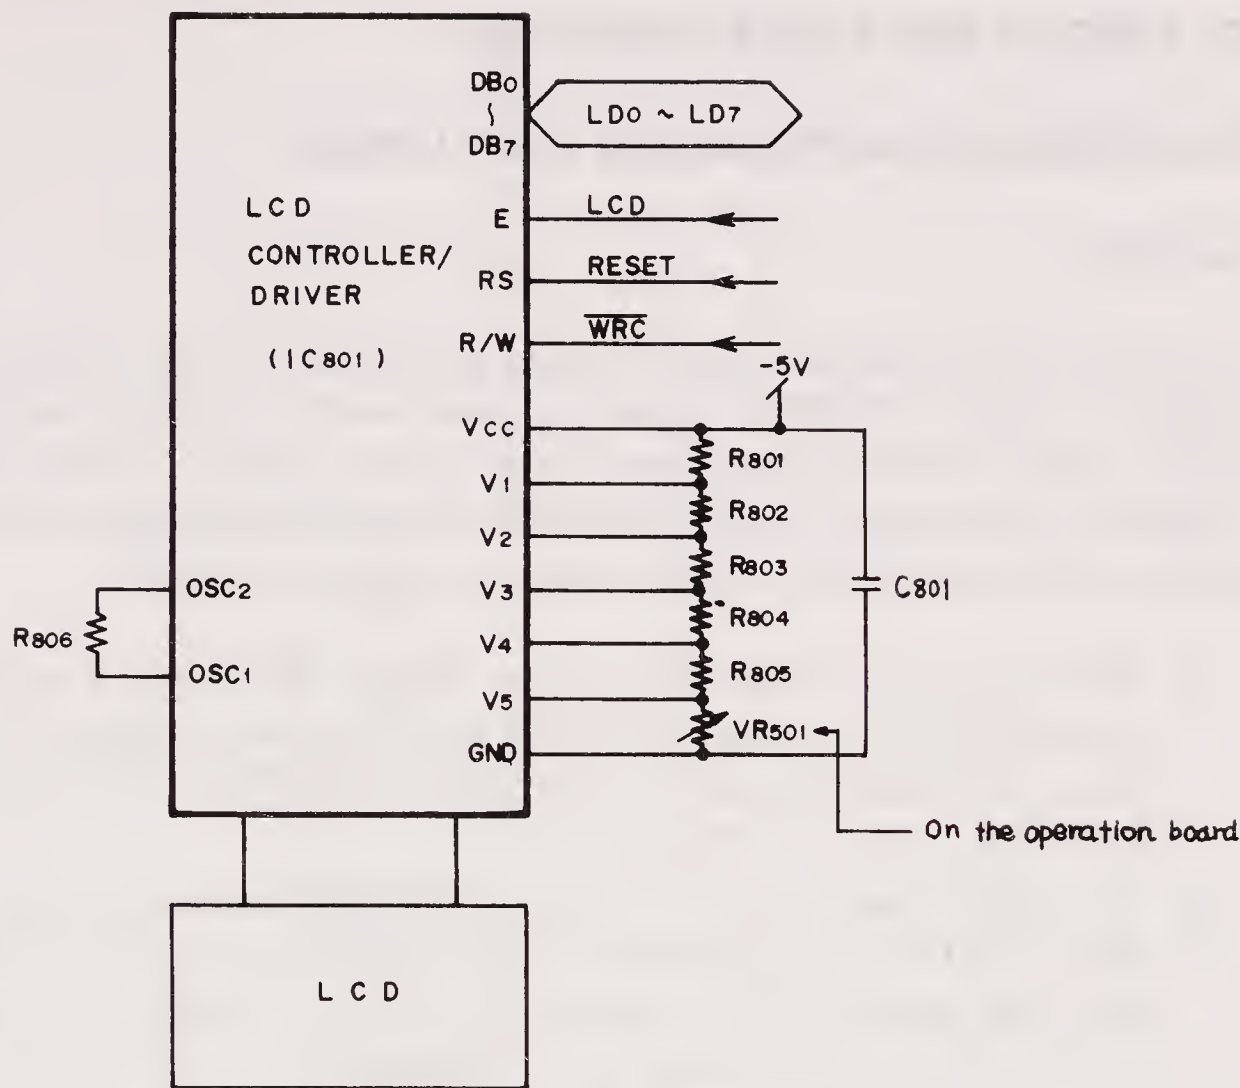 DB0
~
DB7
LD0 ~ LD7
LCD
CONTROLLER/
DRIVER
(IC801)
E
LCD
RS
RESET
R/W
W̅R̅C̅
-5V
VCC
R801
V1
R802
V2
R803
V3
R804
V4
R805
V5
VR501
GND
C801
OSC2
R806
OSC1
On the operation board
LCD